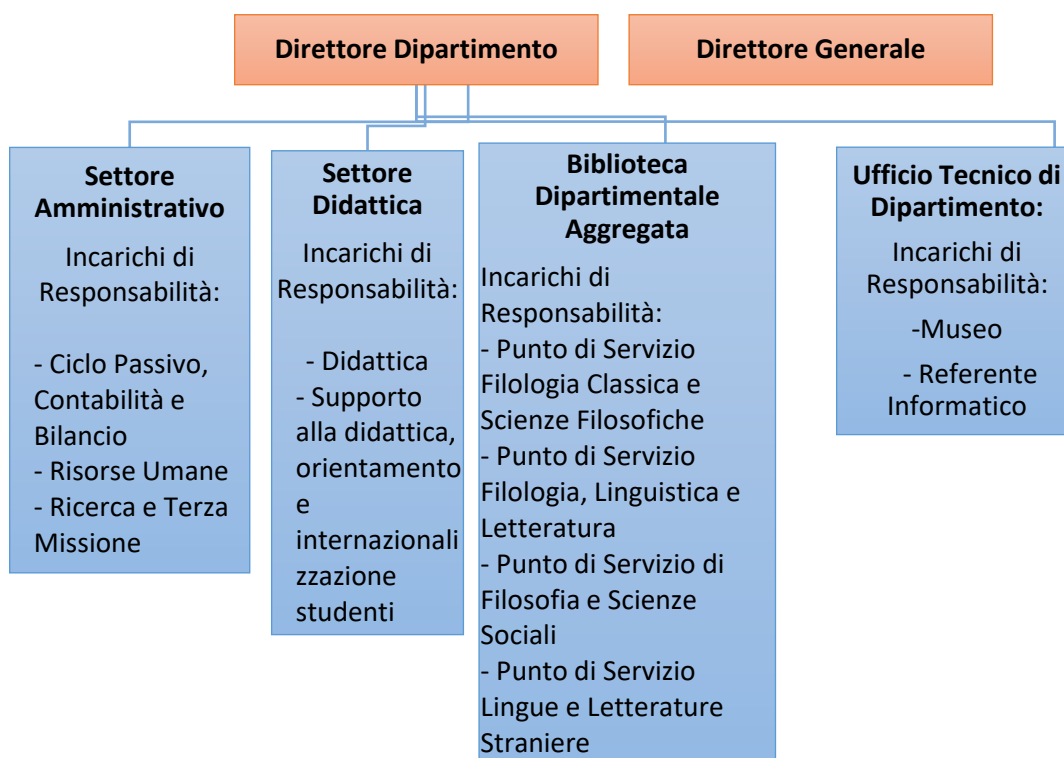 Direttore Dipartimento
Direttore Generale
Settore
Amministrativo
Incarichi di
Responsabilità:
- Ciclo Passivo,
Contabilità e
Bilancio
- Risorse Umane
- Ricerca e Terza
Missione
Settore
Didattica
Incarichi di
Responsabilità:
- Didattica
- Supporto
alla didattica,
orientamento
e
internazionali
zzazione
studenti
Biblioteca
Dipartimentale
Aggregata
Incarichi di
Responsabilità:
- Punto di Servizio
Filologia Classica e
Scienze Filosofiche
- Punto di Servizio
Filologia, Linguistica e
Letteratura
- Punto di Servizio di
Filosofia e Scienze
Sociali
- Punto di Servizio
Lingue e Letterature
Straniere
Ufficio Tecnico di
Dipartimento:
Incarichi di
Responsabilità:
-Museo
- Referente
Informatico